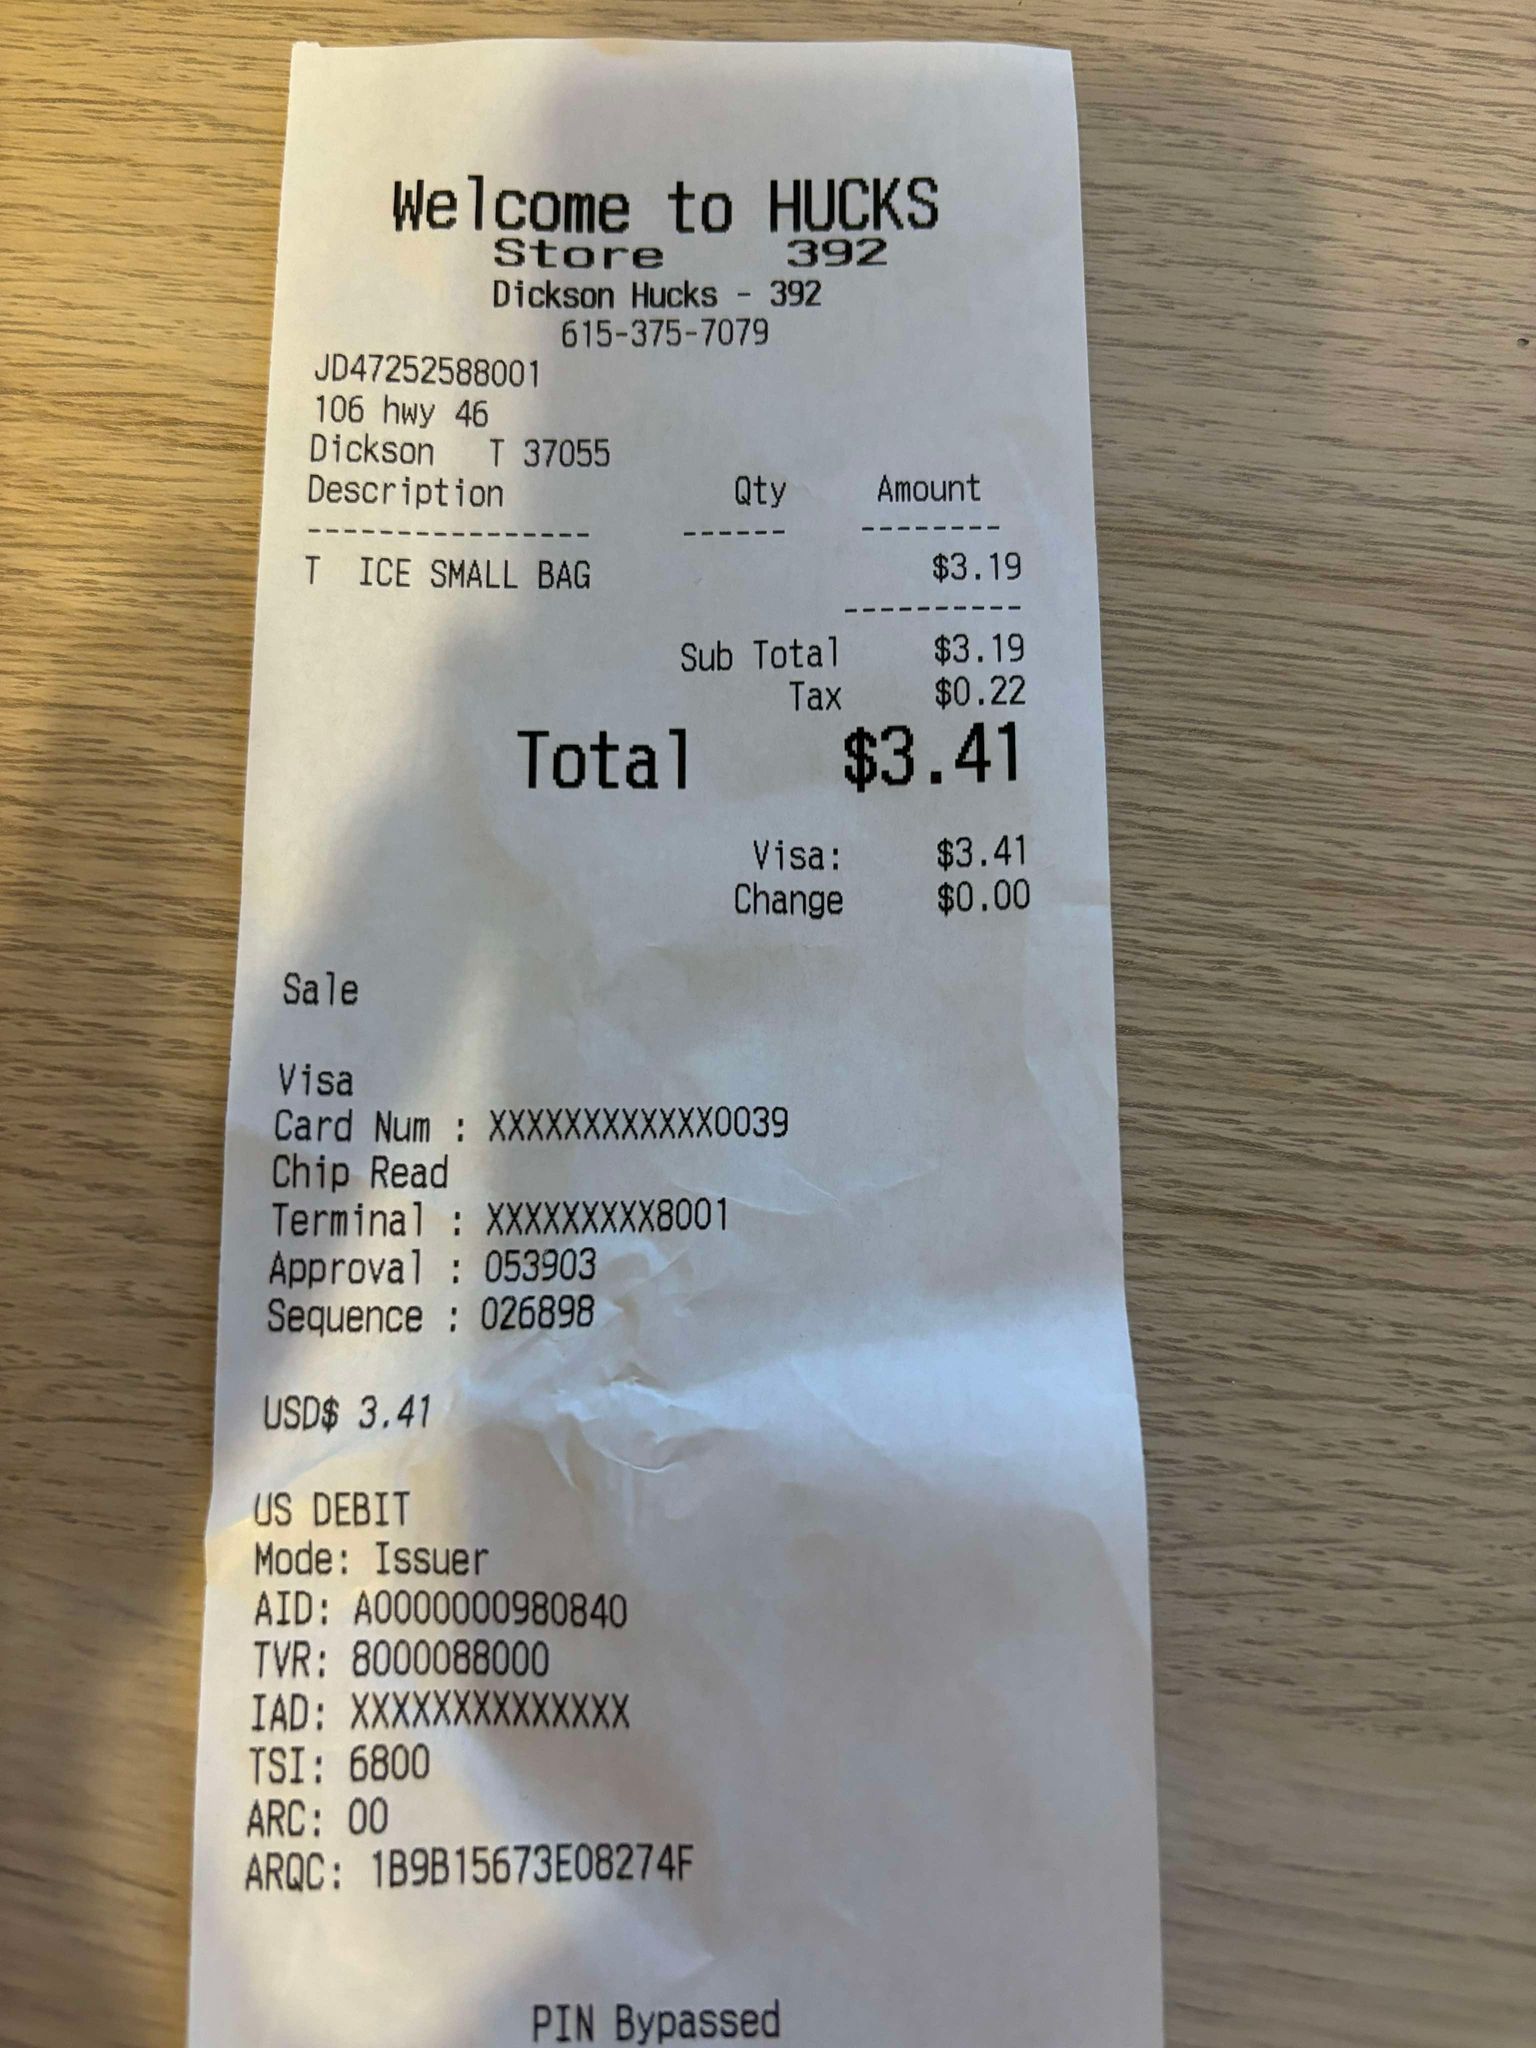 Welcome to HUCKS
Store 392
Dickson Hucks - 392
615-375-7079
JD47252588001
106 hwy 46
Dickson T 37055
Description Qty Amount
---------------- ------ --------
T ICE SMALL BAG $3.19
----------
Sub Total $3.19
Tax $0.22
Total $3.41
Visa: $3.41
Change $0.00
Sale
Visa
Card Num : XXXXXXXXXXXX0039
Chip Read
Terminal : XXXXXXXXX8001
Approval : 053903
Sequence : 026898
USD$ 3.41
US DEBIT
Mode: Issuer
AID: A0000000980840
TVR: 8000088000
IAD: XXXXXXXXXXXXXX
TSI: 6800
ARC: 00
ARQC: 1B9B15673E08274F
PIN Bypassed